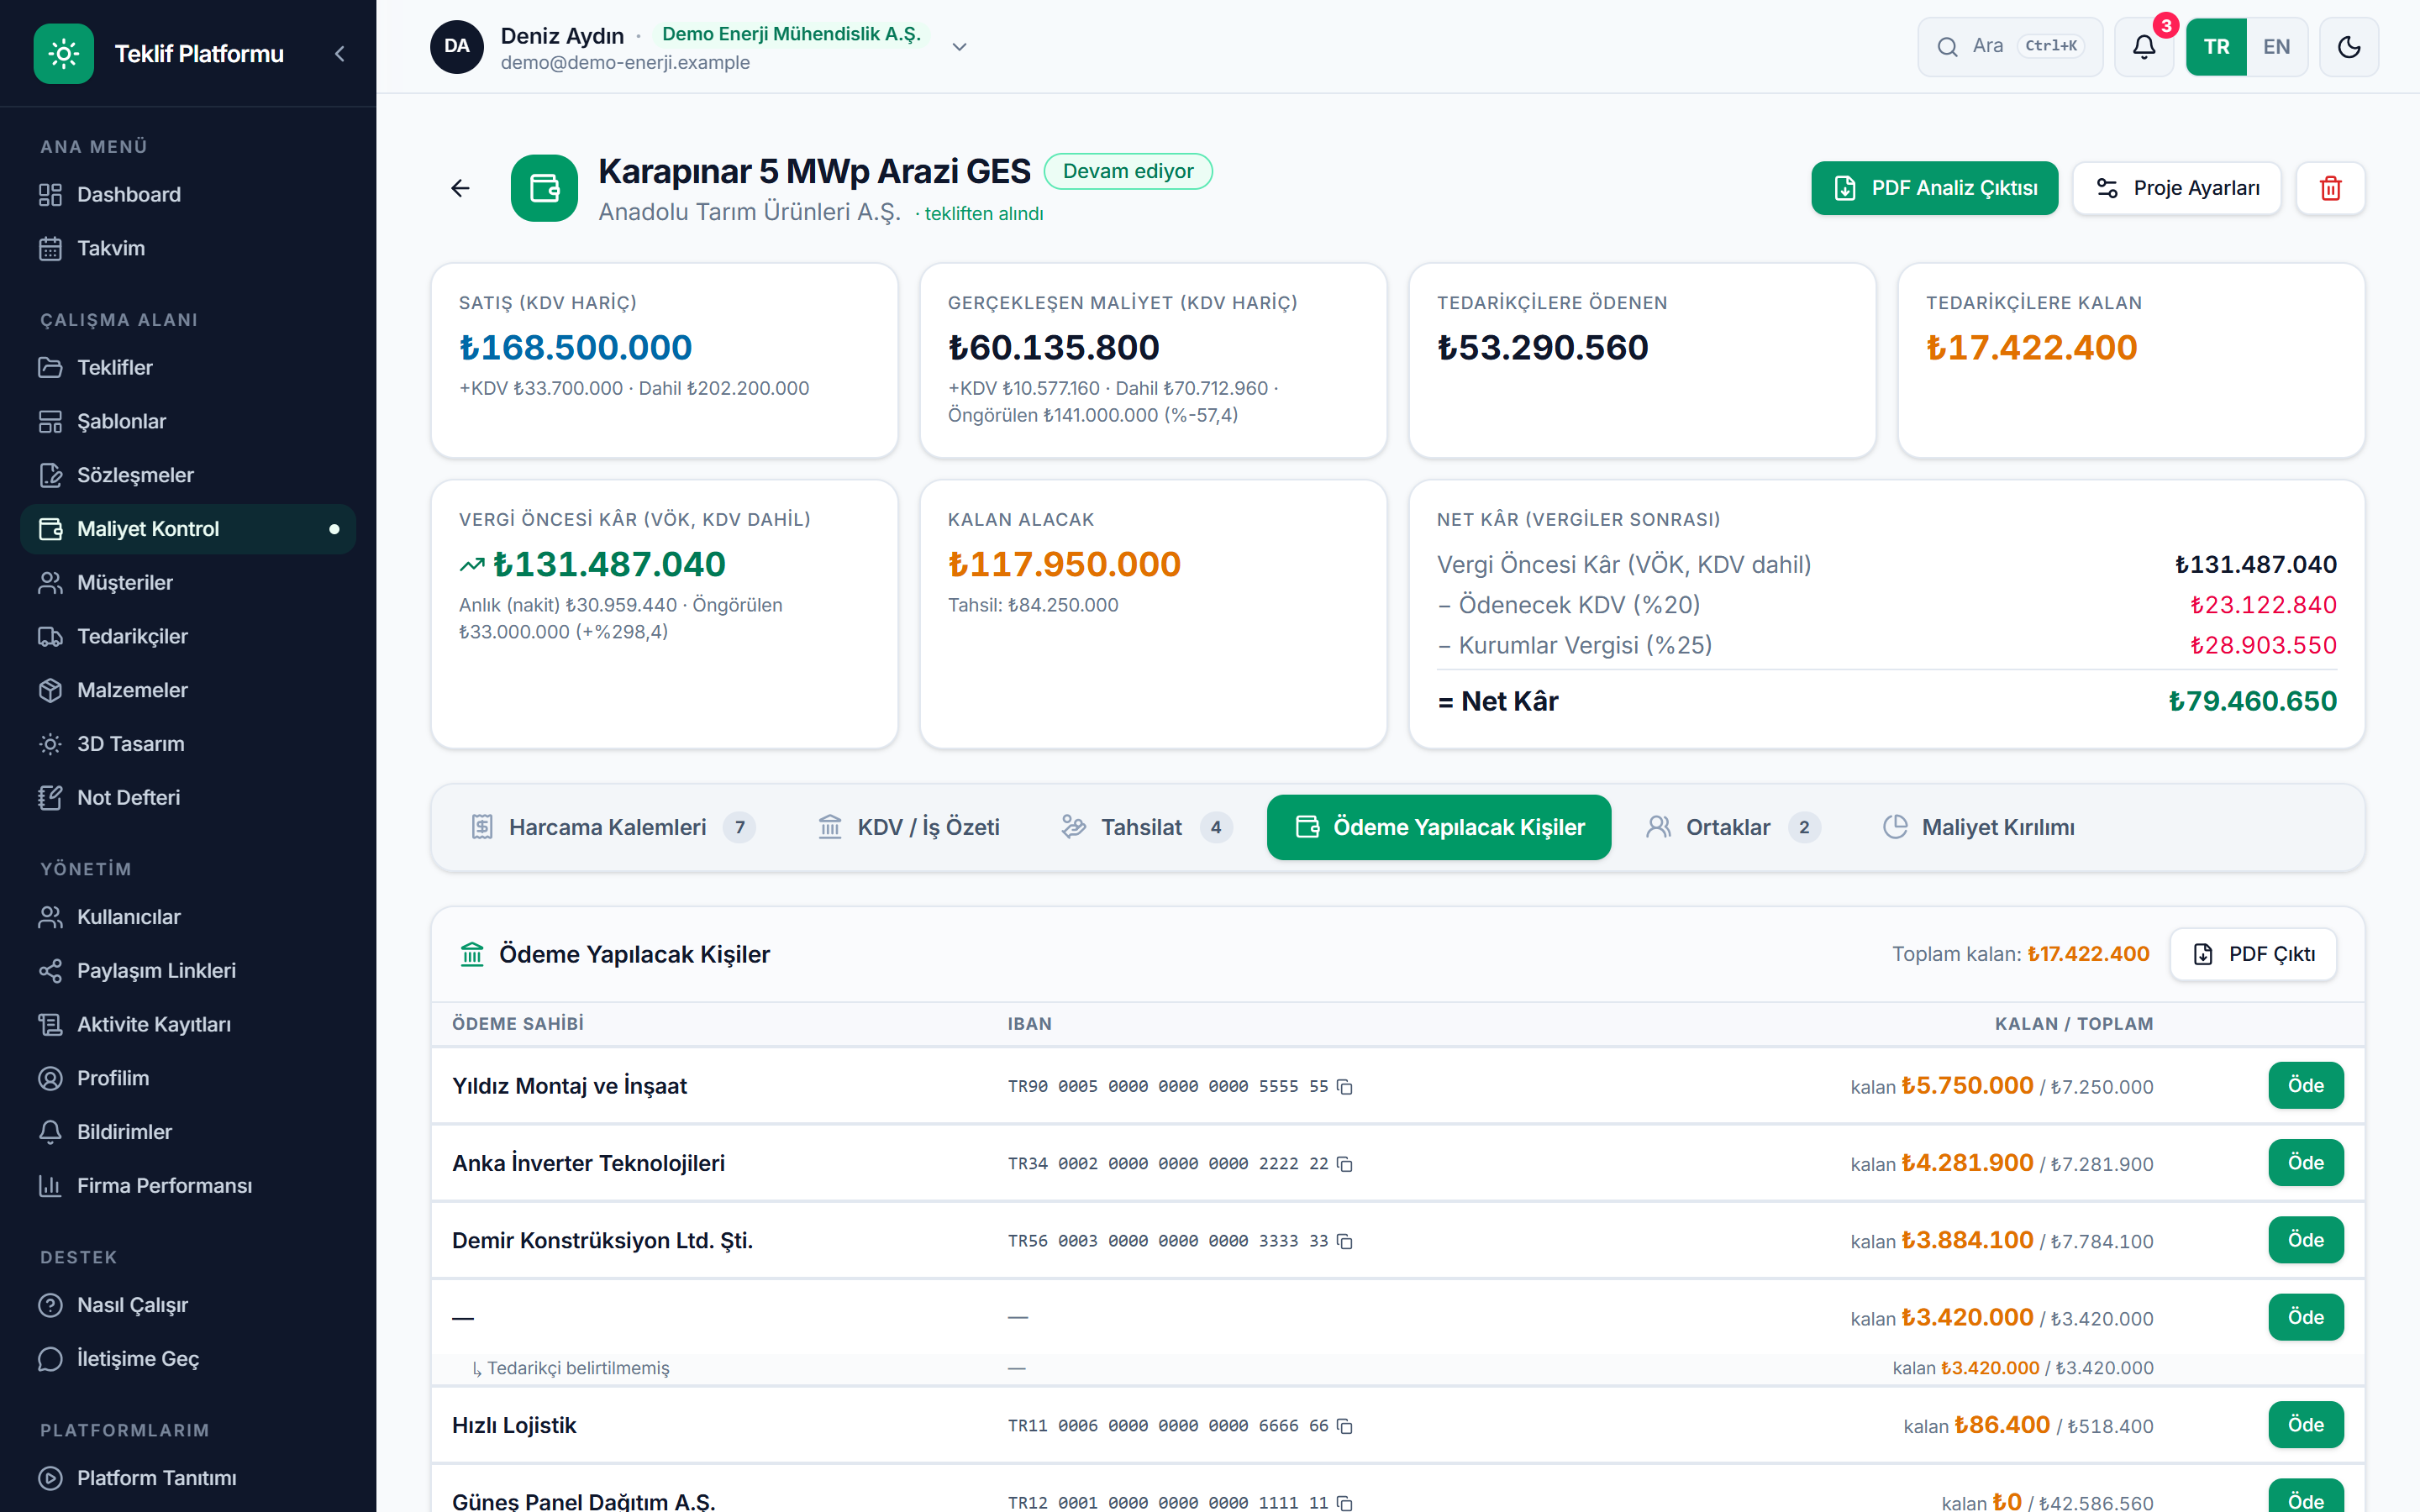 Teklif Platformu
ANA MENÜ
Dashboard
Takvim
ÇALIŞMA ALANI
Teklifler
Şablonlar
Sözleşmeler
Maliyet Kontrol
Müşteriler
Tedarikçiler
Malzemeler
3D Tasarım
Not Defteri
YÖNETİM
Kullanıcılar
Paylaşım Linkleri
Aktivite Kayıtları
Profilim
Bildirimler
Firma Performansı
DESTEK
Nasıl Çalışır
İletişime Geç
PLATFORMLARIM
Platform Tanıtımı
DA
Deniz Aydın · Demo Enerji Mühendislik A.Ş.
demo@demo-enerji.example
Ara Ctrl+K
3
TR EN
Karapınar 5 MWp Arazi GES Devam ediyor
Anadolu Tarım Ürünleri A.Ş. · tekliften alındı
PDF Analiz Çıktısı
Proje Ayarları
SATIŞ (KDV HARİÇ)
₺168.500.000
+KDV ₺33.700.000 · Dahil ₺202.200.000
GERÇEKLEŞEN MALİYET (KDV HARİÇ)
₺60.135.800
+KDV ₺10.577.160 · Dahil ₺70.712.960 ·
Öngörülen ₺141.000.000 (%-57,4)
TEDARİKÇİLERE ÖDENEN
₺53.290.560
TEDARİKÇİLERE KALAN
₺17.422.400
VERGİ ÖNCESİ KÂR (VÖK, KDV DAHİL)
₺131.487.040
Anlık (nakit) ₺30.959.440 · Öngörülen
₺33.000.000 (+%298,4)
KALAN ALACAK
₺117.950.000
Tahsil: ₺84.250.000
NET KÂR (VERGİLER SONRASI)
Vergi Öncesi Kâr (VÖK, KDV dahil) ₺131.487.040
− Ödenecek KDV (%20) ₺23.122.840
− Kurumlar Vergisi (%25) ₺28.903.550
= Net Kâr ₺79.460.650
Harcama Kalemleri 7
KDV / İş Özeti
Tahsilat 4
Ödeme Yapılacak Kişiler
Ortaklar 2
Maliyet Kırılımı
Ödeme Yapılacak Kişiler
Toplam kalan: ₺17.422.400
PDF Çıktı
ÖDEME SAHİBİ IBAN KALAN / TOPLAM
Yıldız Montaj ve İnşaat TR90 0005 0000 0000 0000 5555 55 kalan ₺5.750.000 / ₺7.250.000 Öde
Anka İnverter Teknolojileri TR34 0002 0000 0000 0000 2222 22 kalan ₺4.281.900 / ₺7.281.900 Öde
Demir Konstrüksiyon Ltd. Şti. TR56 0003 0000 0000 0000 3333 33 kalan ₺3.884.100 / ₺7.784.100 Öde
— — kalan ₺3.420.000 / ₺3.420.000 Öde
↳ Tedarikçi belirtilmemiş — kalan ₺3.420.000 / ₺3.420.000
Hızlı Lojistik TR11 0006 0000 0000 0000 6666 66 kalan ₺86.400 / ₺518.400 Öde
Güneş Panel Dağıtım A.Ş. TR12 0001 0000 0000 0000 1111 11 kalan ₺0 / ₺42.586.560 Öde